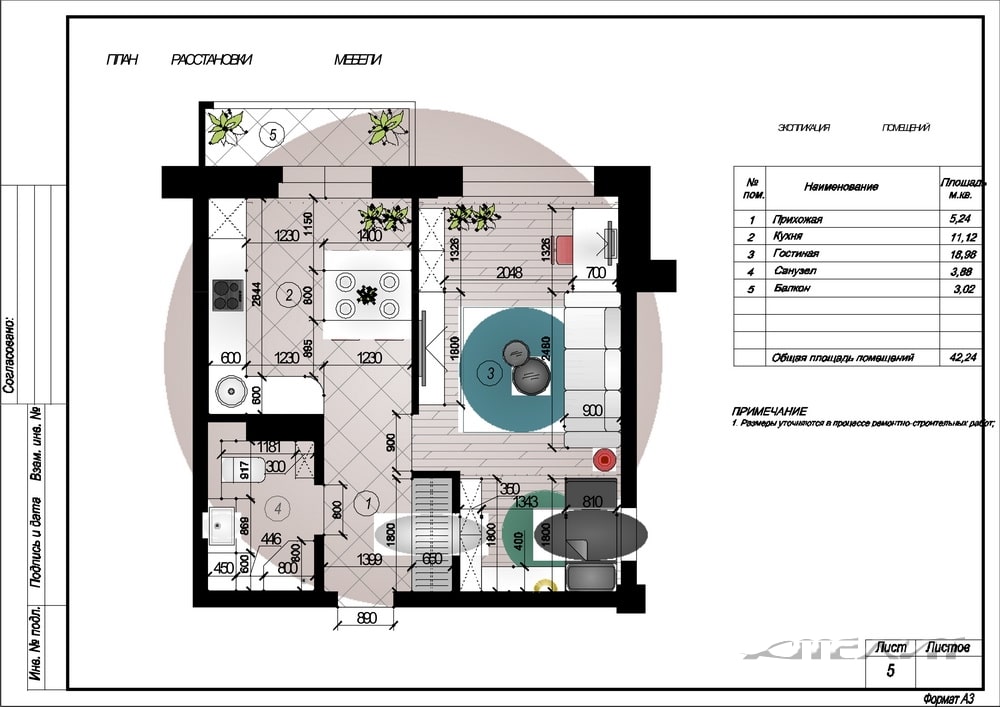 ПЛАН РАССТАНОВКИ МЕБЕЛИ
ЭКСПЛИКАЦИЯ ПОМЕЩЕНИЙ
№ пом. Наименование Площадь м.кв.
1 Прихожая 5,24
2 Кухня 11,12
3 Гостиная 18,98
4 Санузел 3,88
5 Балкон 3,02
Общая площадь помещений 42,24
ПРИМЕЧАНИЕ
1. Размеры уточняются в процессе ремонтно-строительных работ;
Согласовано:
Взам. инв. №
Подпись и дата
Инв. № подл.
5
1150
1230 1400
1326 1326
2048 700
2644 2 800
1800 3 2460
600 1230 895 1230
600
900
900
1181
917 300
350
1343 810
4 800 1
869 446
1800 1800 400 1800
450 600 800 800
1399 660
890
Лист Листов
5
Формат А3